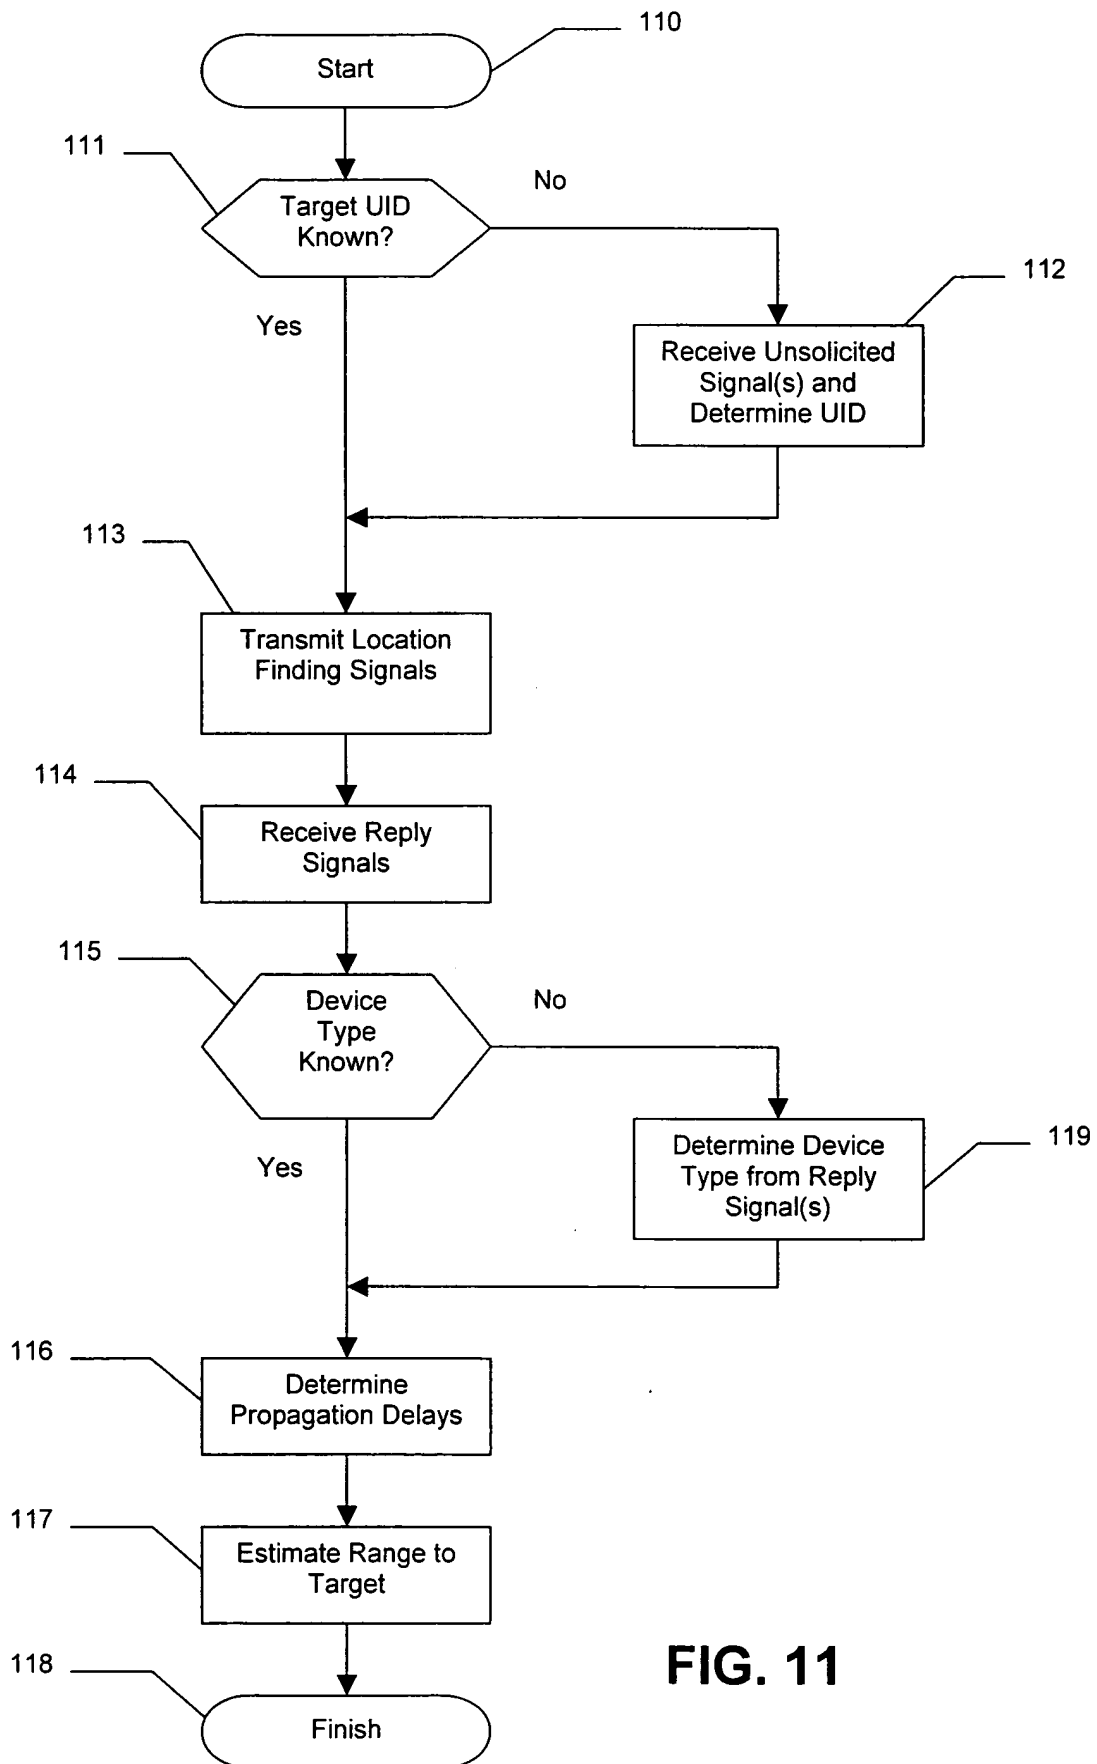 110
Start
111
Target UID
Known?
No
Yes
112
Receive Unsolicited
Signal(s) and
Determine UID
113
Transmit Location
Finding Signals
114
Receive Reply
Signals
115
Device
Type
Known?
No
Yes
Determine Device
Type from Reply
Signal(s)
119
116
Determine
Propagation Delays
117
Estimate Range to
Target
118
Finish
FIG. 11